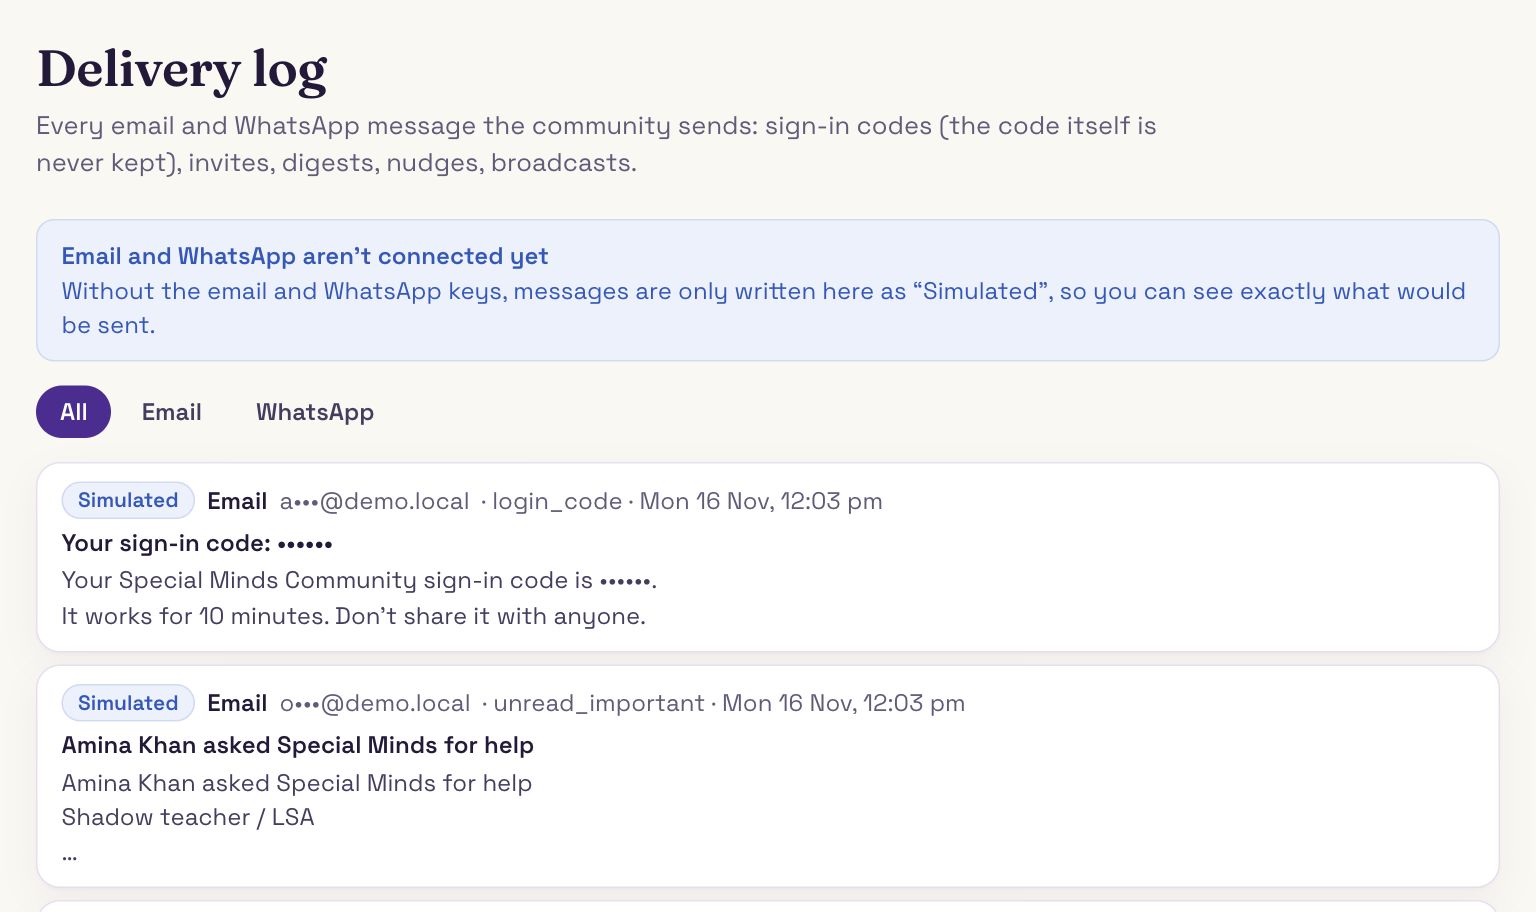 Delivery log
Every email and WhatsApp message the community sends: sign-in codes (the code itself is
never kept), invites, digests, nudges, broadcasts.
Email and WhatsApp aren’t connected yet
Without the email and WhatsApp keys, messages are only written here as “Simulated”, so you can see exactly what would
be sent.
All Email WhatsApp
Simulated Email a•••@demo.local · login_code · Mon 16 Nov, 12:03 pm
Your sign-in code: ••••••
Your Special Minds Community sign-in code is ••••••.
It works for 10 minutes. Don’t share it with anyone.
Simulated Email o•••@demo.local · unread_important · Mon 16 Nov, 12:03 pm
Amina Khan asked Special Minds for help
Amina Khan asked Special Minds for help
Shadow teacher / LSA
…